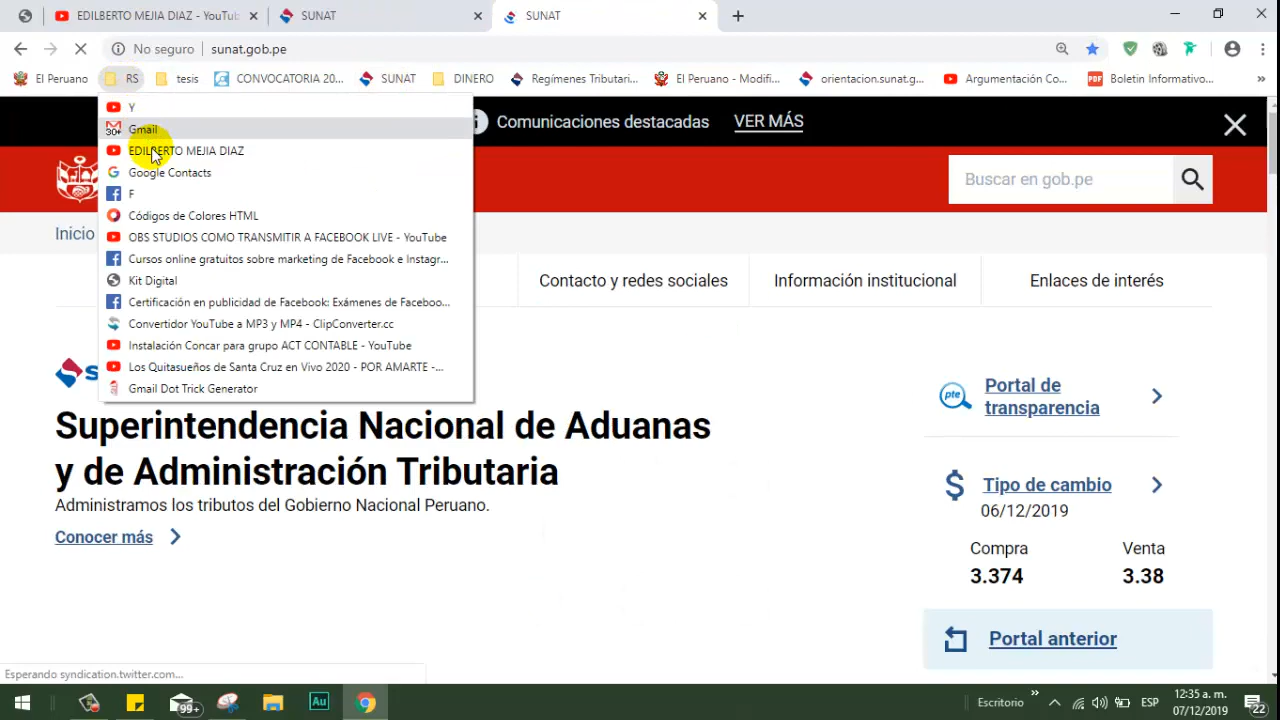 EDILBERTO MEJIA DIAZ - YouTub
SUNAT
SUNAT
No seguro
sunat.gob.pe
El Peruano
RS
tesis
CONVOCATORIA 20...
SUNAT
DINERO
Regímenes Tributari...
El Peruano - Modifi...
orientacion.sunat.g...
Argumentación Co...
PDF
Boletin Informativo...
»
Y
30+
Gmail
EDILBERTO MEJIA DIAZ
Google Contacts
F
Códigos de Colores HTML
OBS STUDIOS COMO TRANSMITIR A FACEBOOK LIVE - YouTube
Cursos online gratuitos sobre marketing de Facebook e Instagr...
Kit Digital
Certificación en publicidad de Facebook: Exámenes de Faceboo...
Convertidor YouTube a MP3 y MP4 - ClipConverter.cc
Instalación Concar para grupo ACT CONTABLE - YouTube
Los Quitasueños de Santa Cruz en Vivo 2020 - POR AMARTE -...
Gmail Dot Trick Generator
Comunicaciones destacadas
VER MÁS
Buscar en gob.pe
Inicio
Contacto y redes sociales
Información institucional
Enlaces de interés
s
Superintendencia Nacional de Aduanas
y de Administración Tributaria
Administramos los tributos del Gobierno Nacional Peruano.
Conocer más
pte
Portal de
transparencia
$
Tipo de cambio
06/12/2019
Compra
Venta
3.374
3.38
Portal anterior
Esperando syndication.twitter.com...
99+
Au
Escritorio
»
ESP
12:35 a. m.
07/12/2019
22